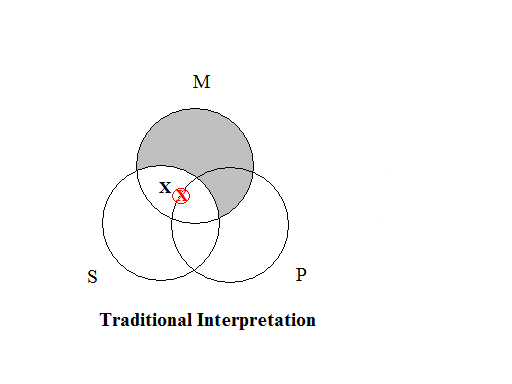 M
X X
S P
Traditional Interpretation